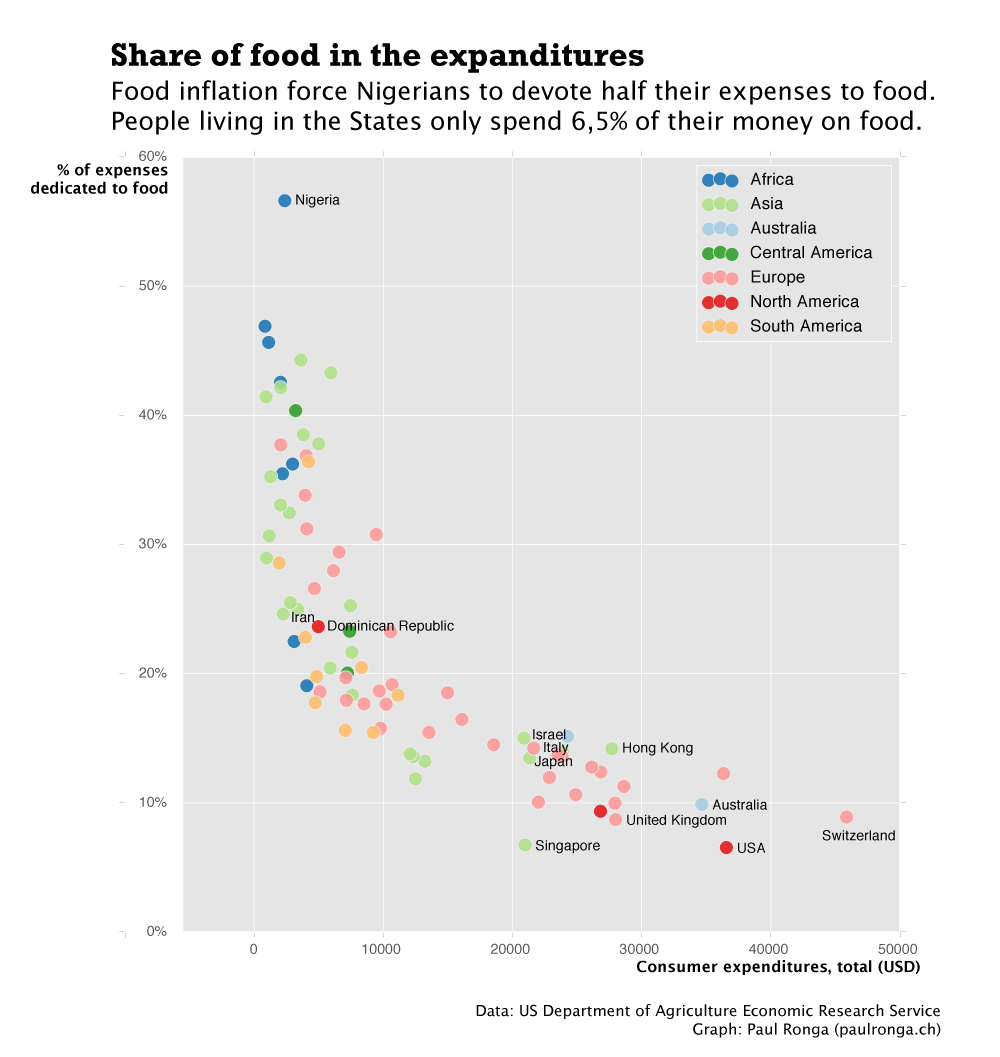 Share of food in the expanditures
Food inflation force Nigerians to devote half their expenses to food.
People living in the States only spend 6,5% of their money on food.
60%
% of expenses
dedicated to food
Nigeria
Africa
Asia
Australia
Central America
Europe
North America
South America
50%
40%
30%
Iran
Dominican Republic
20%
Israel
Italy
Japan
Hong Kong
10%
Australia
United Kingdom
Switzerland
Singapore
USA
0%
0
10000
20000
30000
40000
50000
Consumer expenditures, total (USD)
Data: US Department of Agriculture Economic Research Service
Graph: Paul Ronga (paulronga.ch)